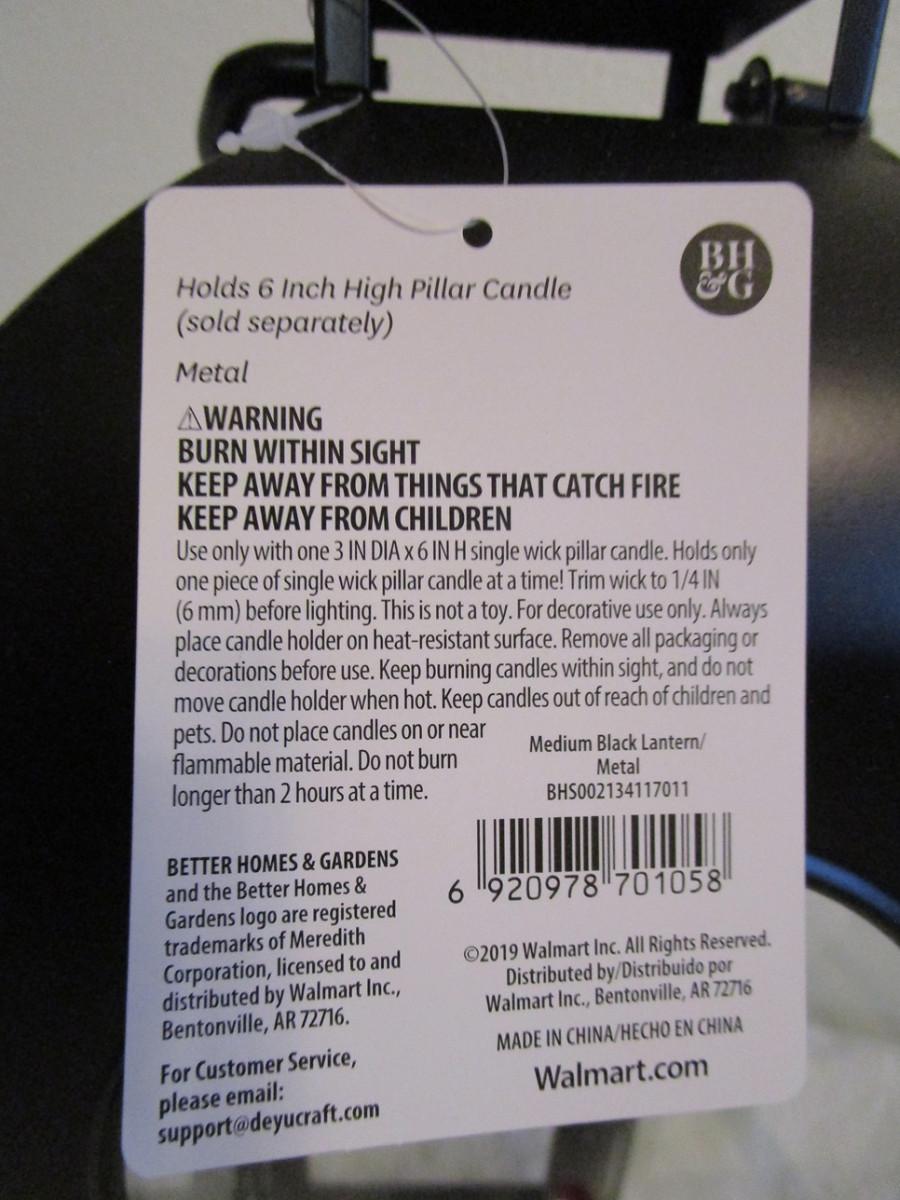 BH
&G
Holds 6 Inch High Pillar Candle
(sold separately)
Metal
⚠WARNING
BURN WITHIN SIGHT
KEEP AWAY FROM THINGS THAT CATCH FIRE
KEEP AWAY FROM CHILDREN
Use only with one 3 IN DIA x 6 IN H single wick pillar candle. Holds only
one piece of single wick pillar candle at a time! Trim wick to 1/4 IN
(6 mm) before lighting. This is not a toy. For decorative use only. Always
place candle holder on heat-resistant surface. Remove all packaging or
decorations before use. Keep burning candles within sight, and do not
move candle holder when hot. Keep candles out of reach of children and
pets. Do not place candles on or near
flammable material. Do not burn
longer than 2 hours at a time.
Medium Black Lantern/
Metal
BHS002134117011
6 920978 701058
BETTER HOMES & GARDENS
and the Better Homes &
Gardens logo are registered
trademarks of Meredith
Corporation, licensed to and
distributed by Walmart Inc.,
Bentonville, AR 72716.
For Customer Service,
please email:
support@deyucraft.com
©2019 Walmart Inc. All Rights Reserved.
Distributed by/Distribuido por
Walmart Inc., Bentonville, AR 72716
MADE IN CHINA/HECHO EN CHINA
Walmart.com